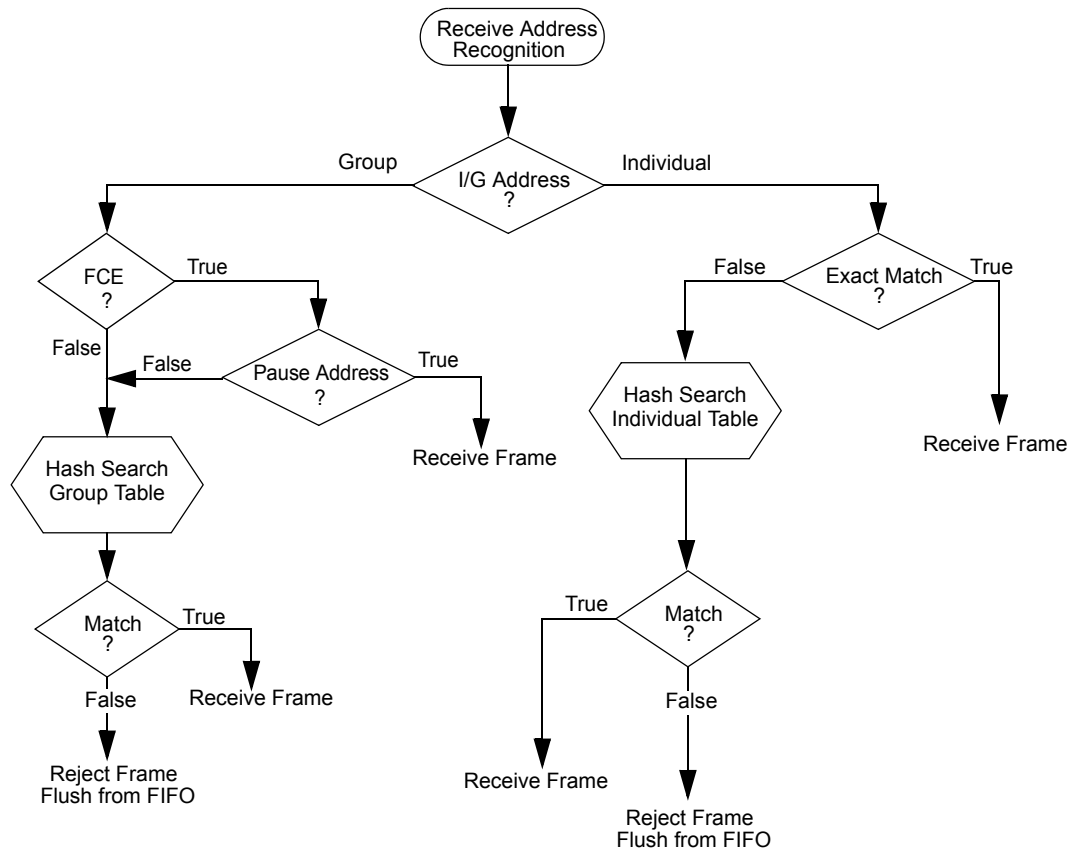 Receive Address
Recognition
Group
I/G Address
?
Individual
FCE
?
True
False
Exact Match
?
True
False
False
Pause Address
?
True
Hash Search
Individual Table
Receive Frame
Receive Frame
Hash Search
Group Table
Match
?
True
True
Match
?
False
Receive Frame
False
Reject Frame
Flush from FIFO
Receive Frame
Reject Frame
Flush from FIFO